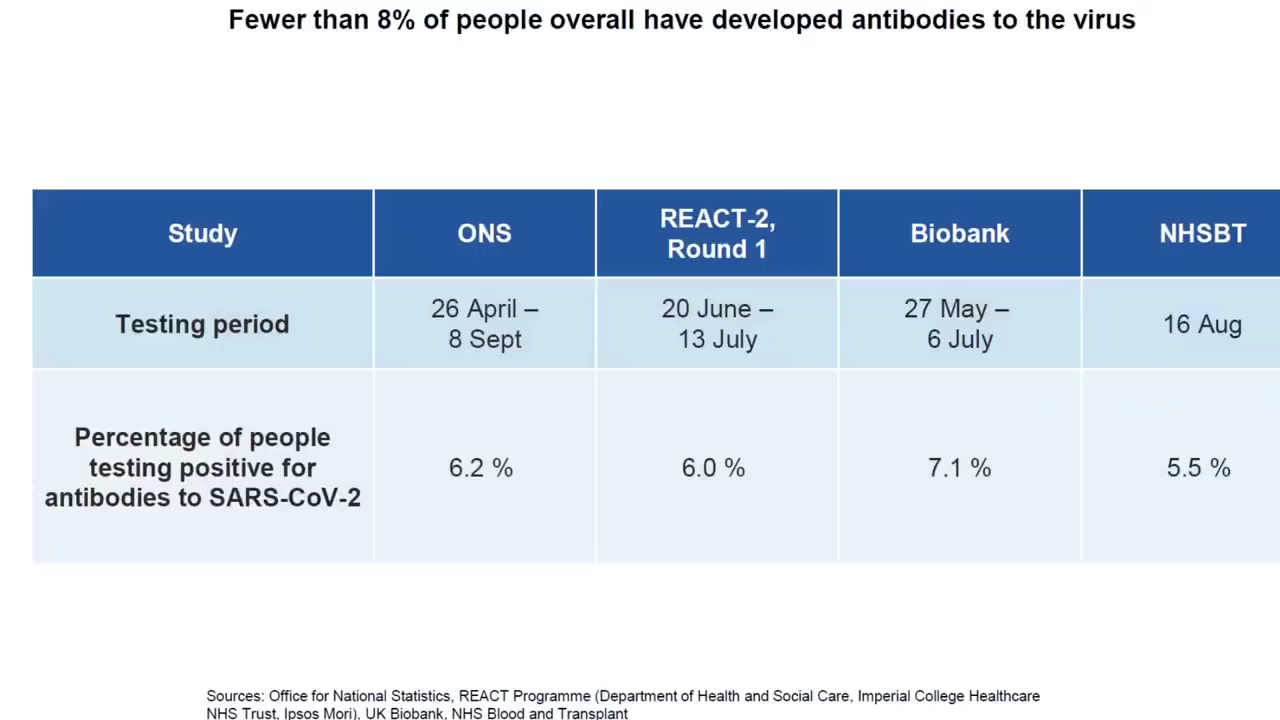 Fewer than 8% of people overall have developed antibodies to the virus
Study
ONS
REACT-2,
Round 1
Biobank
NHSBT
Testing period
26 April –
8 Sept
20 June –
13 July
27 May –
6 July
16 Aug
Percentage of people
testing positive for
antibodies to SARS-CoV-2
6.2 %
6.0 %
7.1 %
5.5 %
Sources: Office for National Statistics, REACT Programme (Department of Health and Social Care, Imperial College Healthcare
NHS Trust, Ipsos Mori), UK Biobank, NHS Blood and Transplant